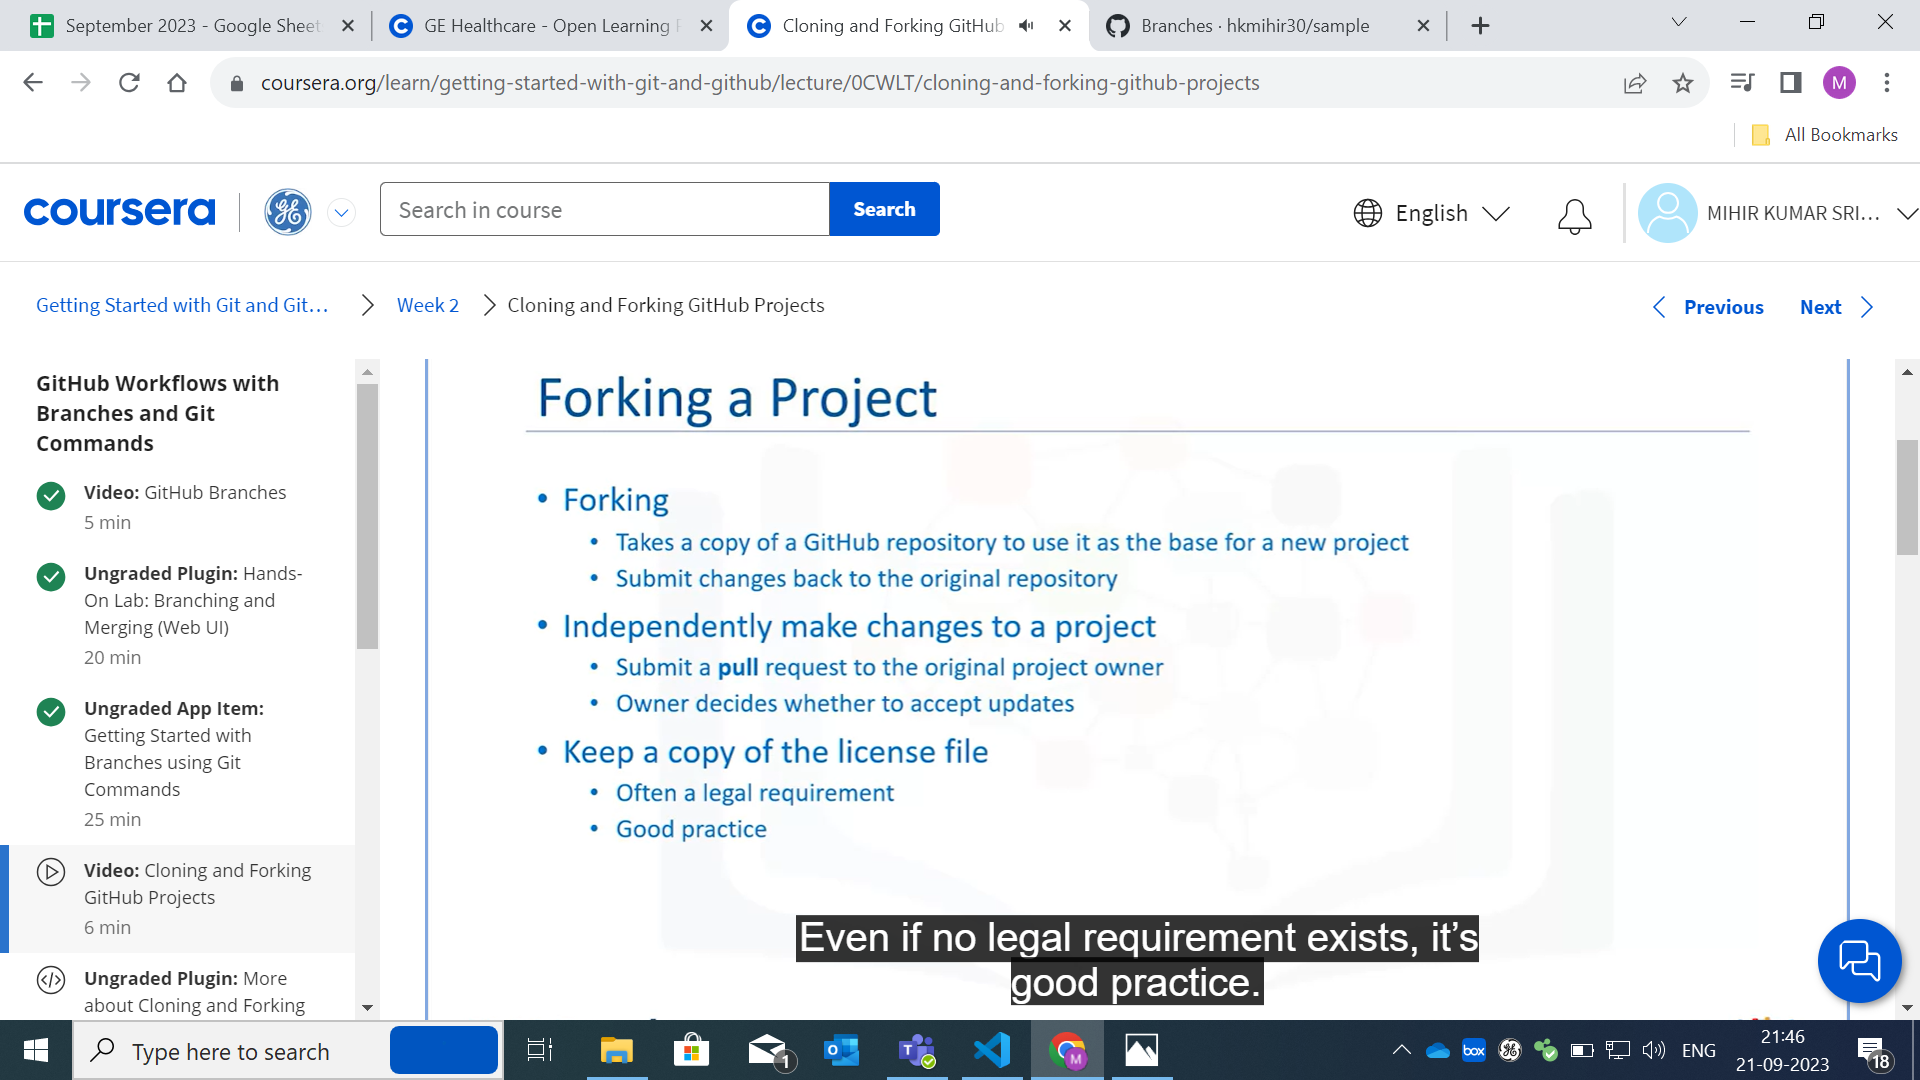 September 2023 - Google Sheet
GE Healthcare - Open Learning
Cloning and Forking GitHub
Branches · hkmihir30/sample
coursera.org/learn/getting-started-with-git-and-github/lecture/0CWLT/cloning-and-forking-github-projects
M
All Bookmarks
coursera
Search in course
Search
English
MIHIR KUMAR SRI...
Getting Started with Git and Git...
Week 2
Cloning and Forking GitHub Projects
Previous
Next
GitHub Workflows with
Branches and Git
Commands
Video: GitHub Branches
5 min
Ungraded Plugin: Hands-
On Lab: Branching and
Merging (Web UI)
20 min
Ungraded App Item:
Getting Started with
Branches using Git
Commands
25 min
Video: Cloning and Forking
GitHub Projects
6 min
Ungraded Plugin: More
about Cloning and Forking
Forking a Project
• Forking
• Takes a copy of a GitHub repository to use it as the base for a new project
• Submit changes back to the original repository
• Independently make changes to a project
• Submit a pull request to the original project owner
• Owner decides whether to accept updates
• Keep a copy of the license file
• Often a legal requirement
• Good practice
Even if no legal requirement exists, it's
good practice.
Type here to search
1
M
box
ENG
21:46
21-09-2023
18